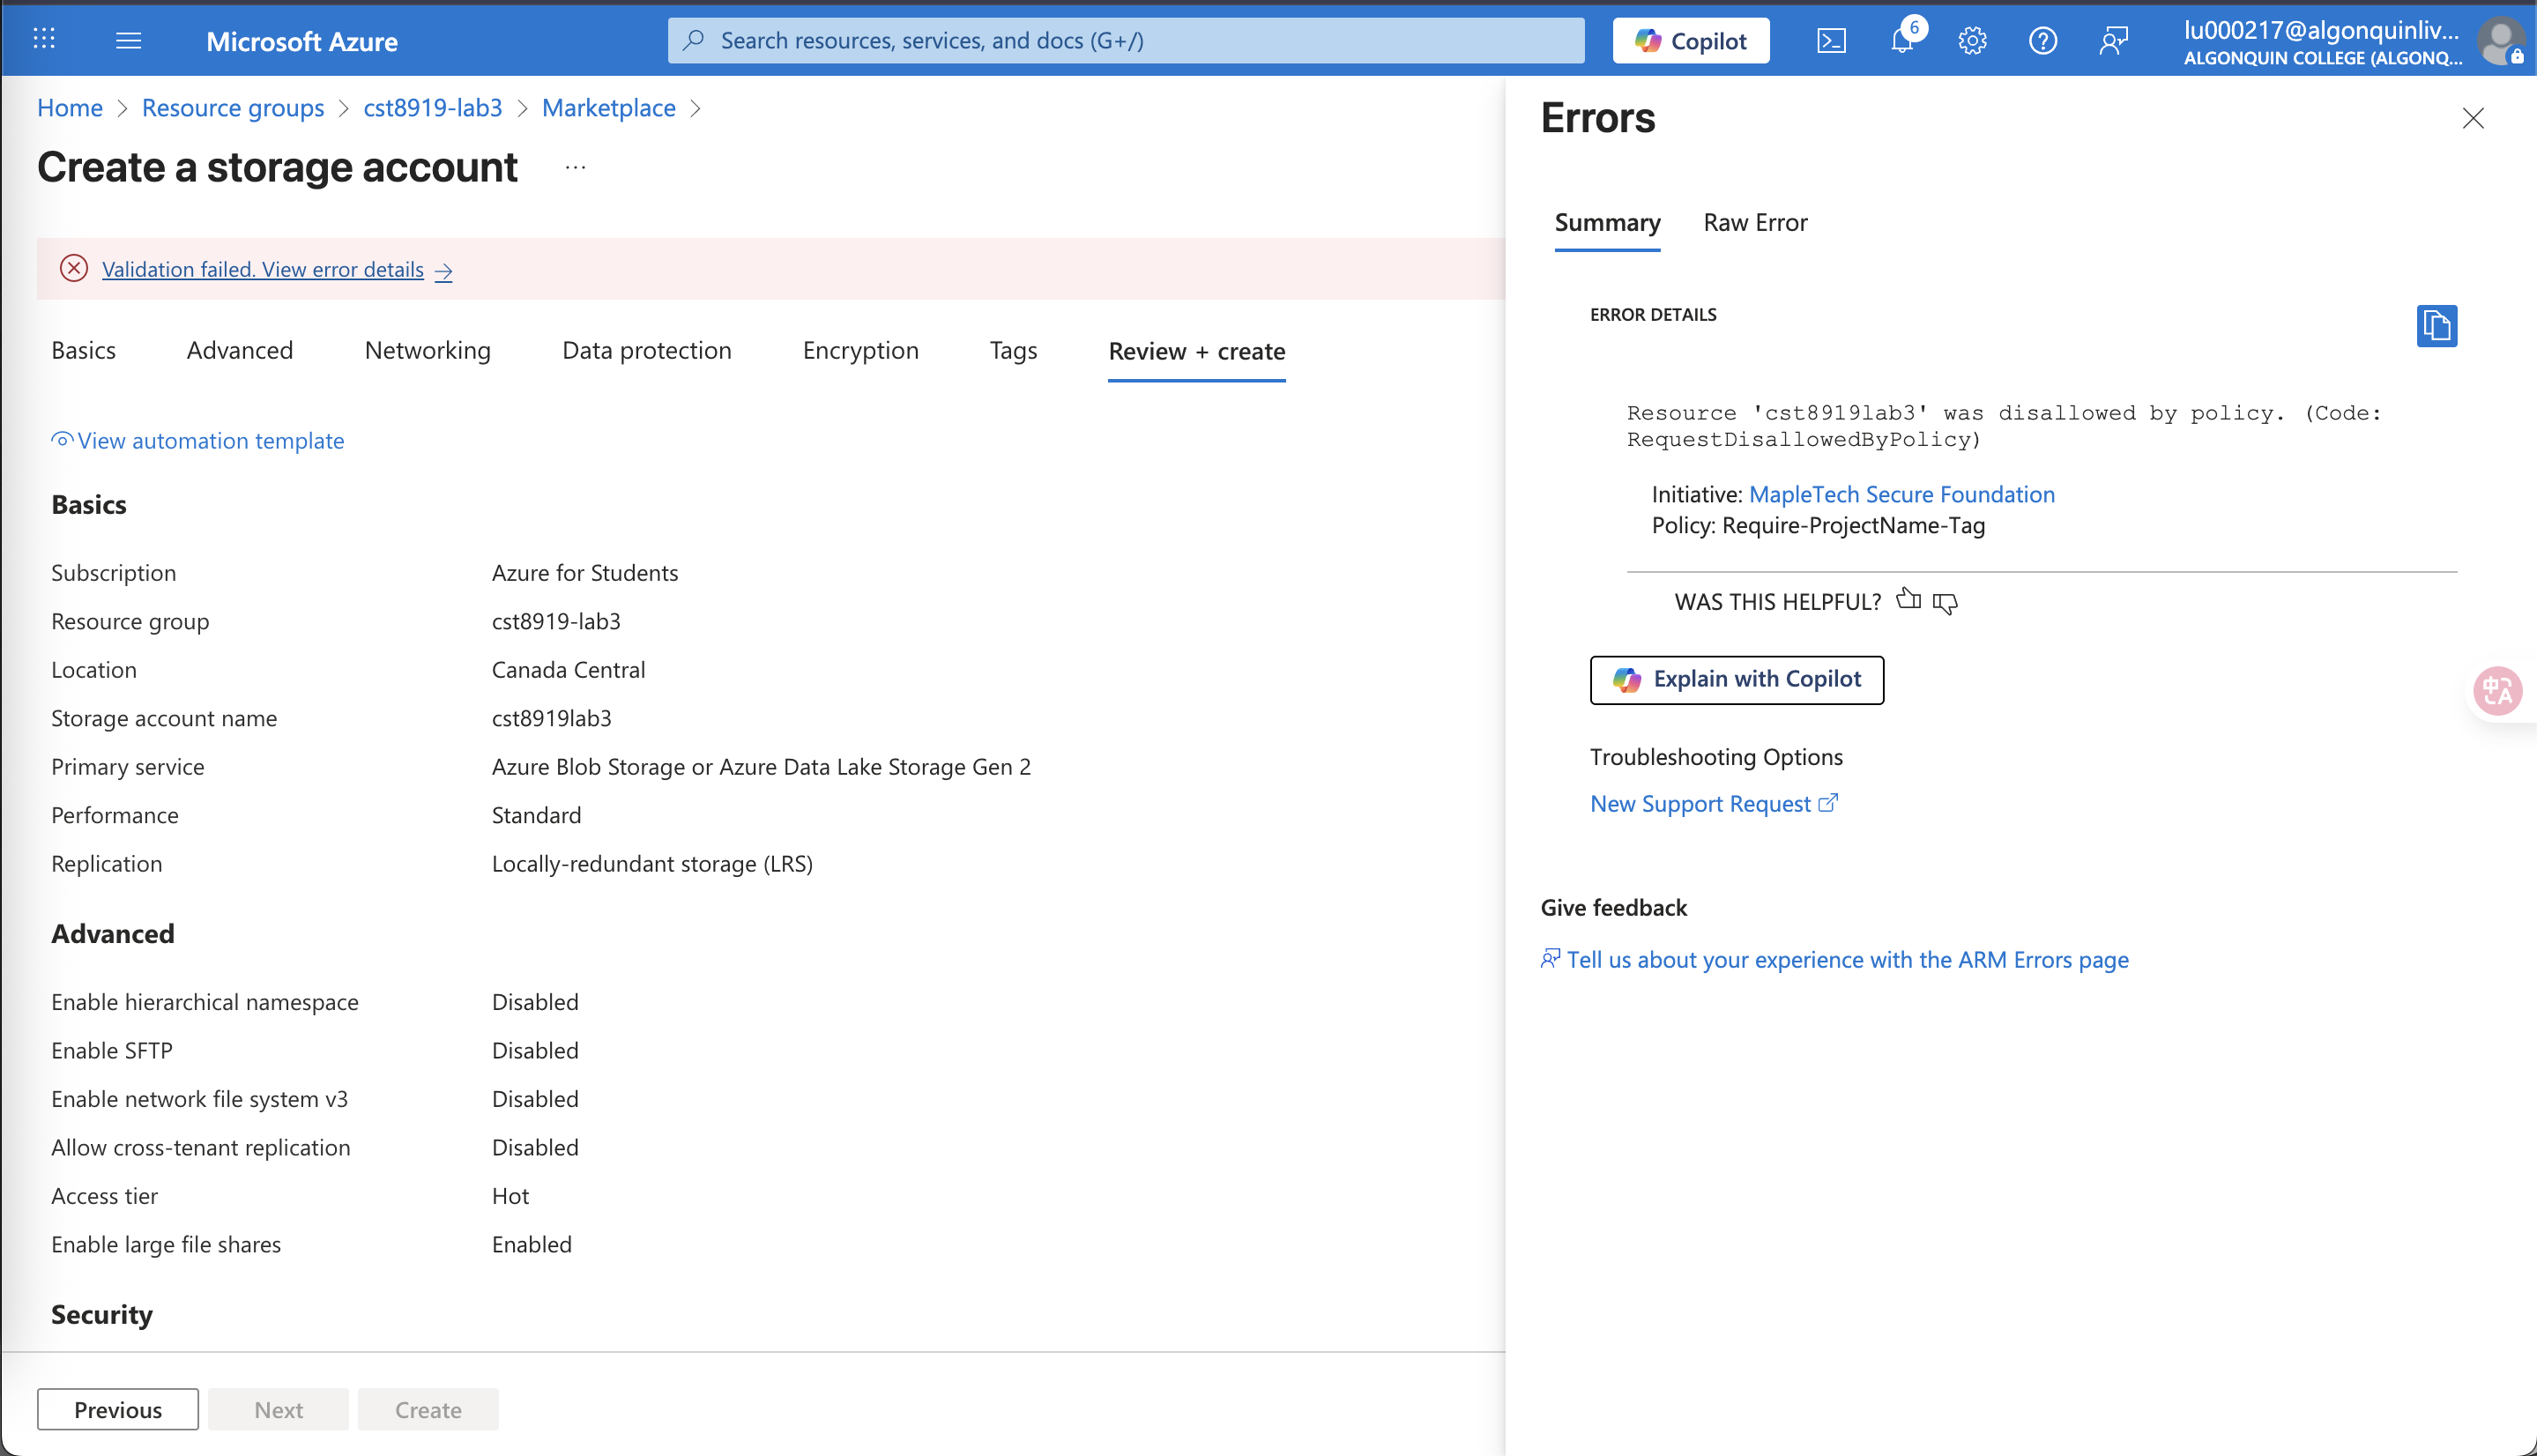 Microsoft Azure
Search resources, services, and docs (G+/)
Copilot
6
lu000217@algonquinliv...
ALGONQUIN COLLEGE (ALGONQ...
Home > Resource groups > cst8919-lab3 > Marketplace >
Create a storage account ...
Validation failed. View error details →
Basics Advanced Networking Data protection Encryption Tags Review + create
View automation template
Basics
Subscription Azure for Students
Resource group cst8919-lab3
Location Canada Central
Storage account name cst8919lab3
Primary service Azure Blob Storage or Azure Data Lake Storage Gen 2
Performance Standard
Replication Locally-redundant storage (LRS)
Advanced
Enable hierarchical namespace Disabled
Enable SFTP Disabled
Enable network file system v3 Disabled
Allow cross-tenant replication Disabled
Access tier Hot
Enable large file shares Enabled
Security
Previous Next Create
Errors
Summary Raw Error
ERROR DETAILS
Resource 'cst8919lab3' was disallowed by policy. (Code:
RequestDisallowedByPolicy)
Initiative: MapleTech Secure Foundation
Policy: Require-ProjectName-Tag
WAS THIS HELPFUL?
Explain with Copilot
Troubleshooting Options
New Support Request
Give feedback
Tell us about your experience with the ARM Errors page
中A